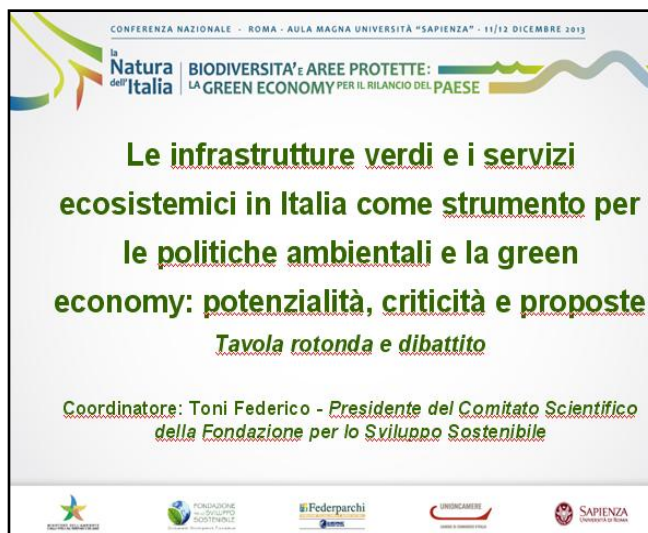 CONFERENZA NAZIONALE - ROMA - AULA MAGNA UNIVERSITÀ "SAPIENZA" - 11/12 DICEMBRE 2013
la
Natura
dell'Italia
BIODIVERSITA' E AREE PROTETTE:
LA GREEN ECONOMY PER IL RILANCIO DEL PAESE
Le infrastrutture verdi e i servizi
ecosistemici in Italia come strumento per
le politiche ambientali e la green
economy: potenzialità, criticità e proposte
Tavola rotonda e dibattito
Coordinatore: Toni Federico - Presidente del Comitato Scientifico
della Fondazione per lo Sviluppo Sostenibile
FONDAZIONE
PER LO SVILUPPO
SOSTENIBILE
Federparchi
UNIONCAMERE
SAPIENZA
UNIVERSITÀ DI ROMA